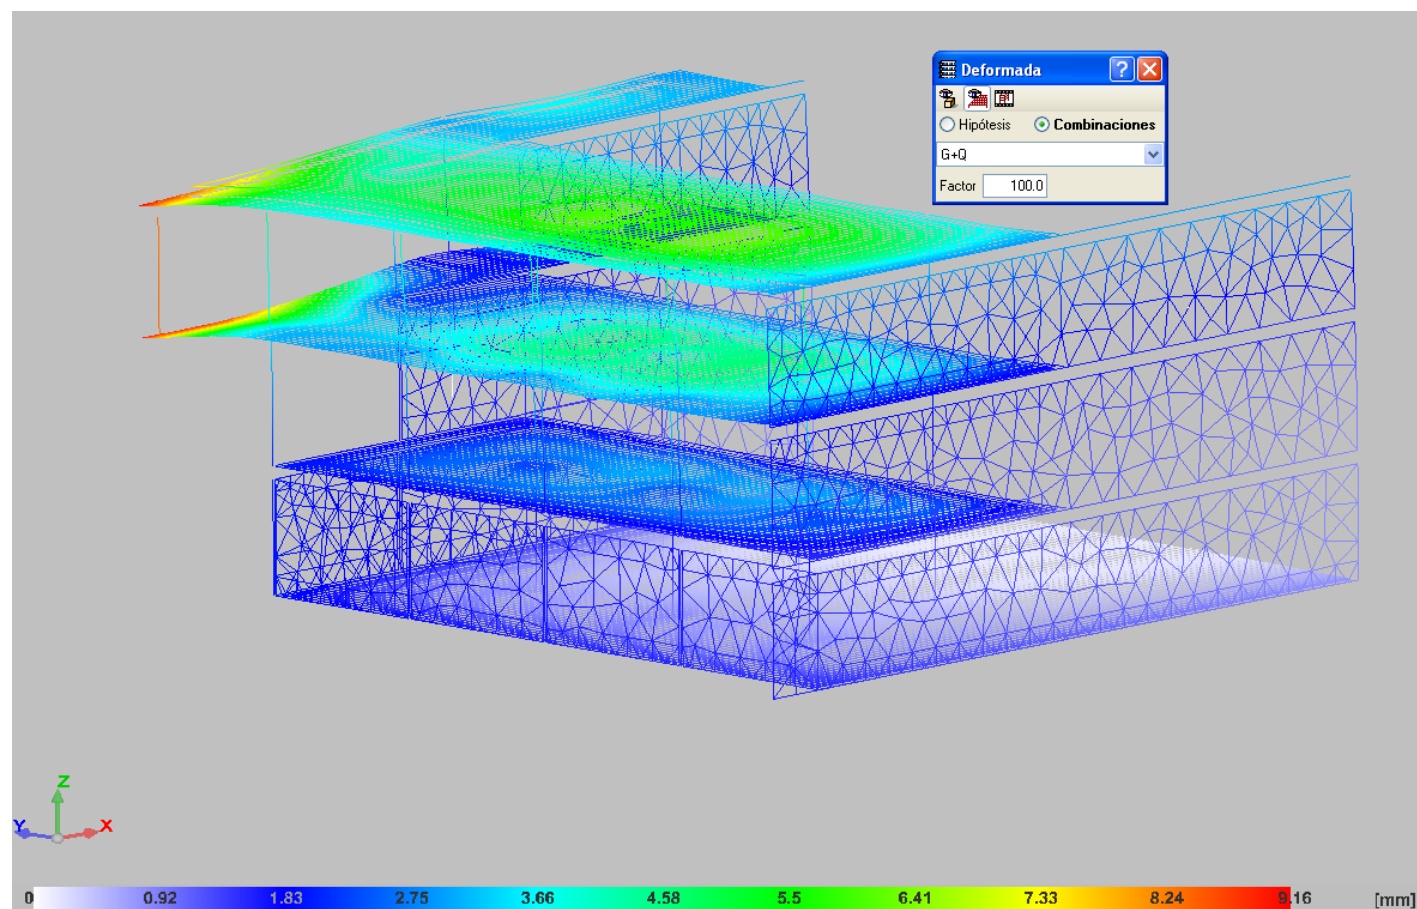 Deformada
Hipótesis Combinaciones
G+Q
Factor 100.0
Z
Y X
0 0.92 1.83 2.75 3.66 4.58 5.5 6.41 7.33 8.24 9.16 [mm]